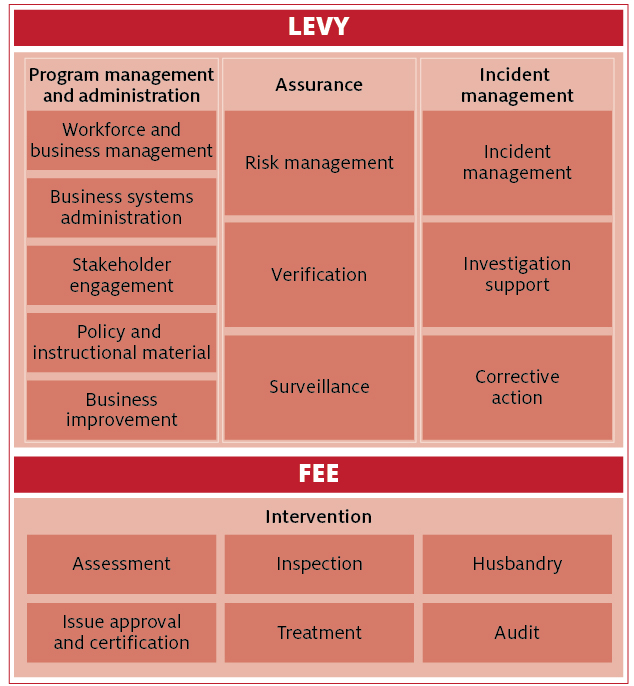 LEVY
Program management
and administration
Workforce and
business management
Business systems
administration
Stakeholder
engagement
Policy and
instructional material
Business
improvement
Assurance
Risk management
Verification
Surveillance
Incident
management
Incident
management
Investigation
support
Corrective
action
FEE
Intervention
Assessment
Inspection
Husbandry
Issue approval
and certification
Treatment
Audit